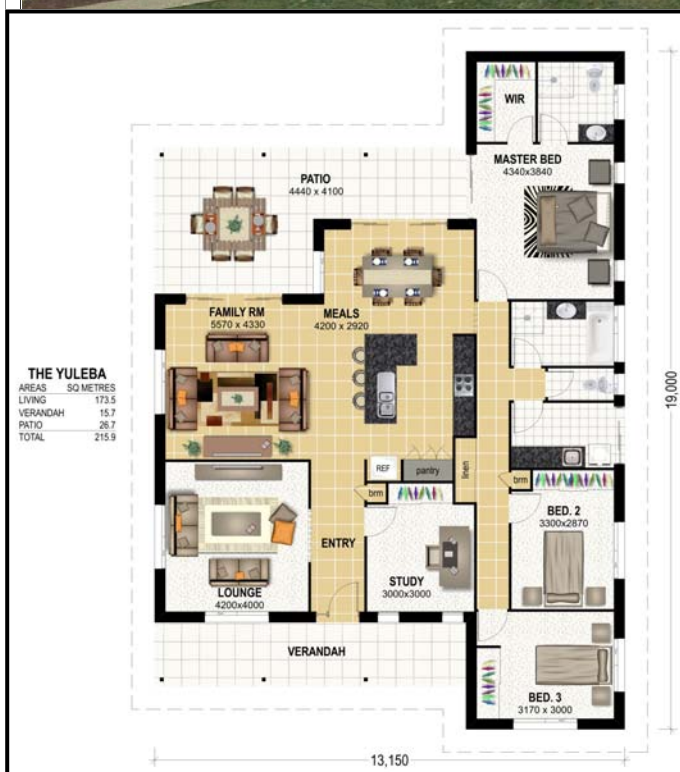 WIR
MASTER BED
4340x3840
PATIO
4440 x 4100
FAMILY RM
5570 x 4330
MEALS
4200 x 2920
THE YULEBA
AREAS SQ METRES
LIVING 173.5
VERANDAH 15.7
PATIO 26.7
TOTAL 215.9
19,000
REF
pantry
linen
brm
brm
BED. 2
3300x2870
ENTRY
STUDY
3000x3000
LOUNGE
4200x4000
VERANDAH
BED. 3
3170 x 3000
13,150